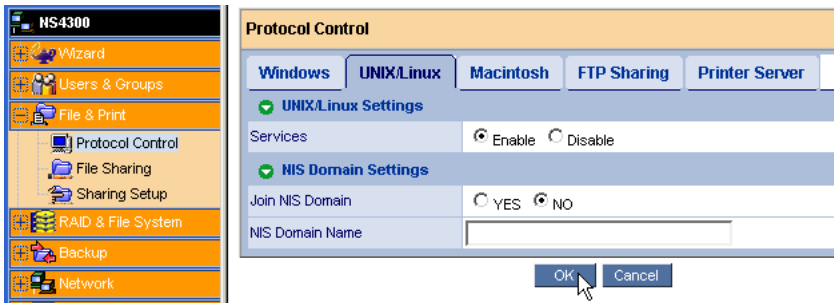 NS4300
Wizard
Users & Groups
File & Print
Protocol Control
File Sharing
Sharing Setup
RAID & File System
Backup
Network
Protocol Control
Windows UNIX/Linux Macintosh FTP Sharing Printer Server
UNIX/Linux Settings
Services Enable Disable
NIS Domain Settings
Join NIS Domain YES NO
NIS Domain Name
OK Cancel